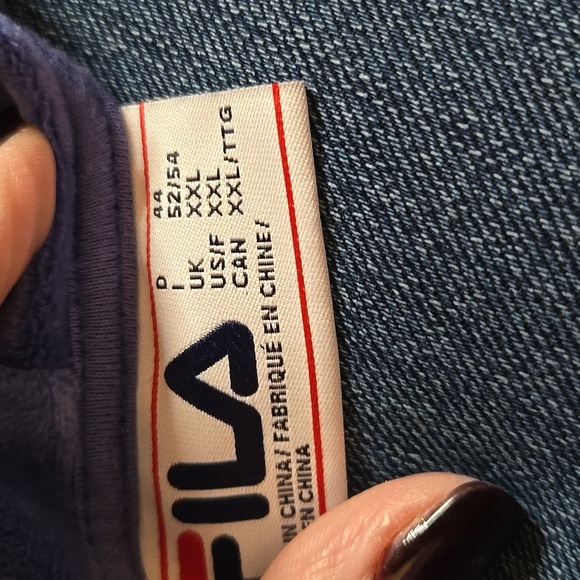 D 44
I 52/54
UK XXL
US/F XXL
CAN XXL/TTG
FILA
IN CHINA/ FABRIQUÉ EN CHINE/
EN CHINA